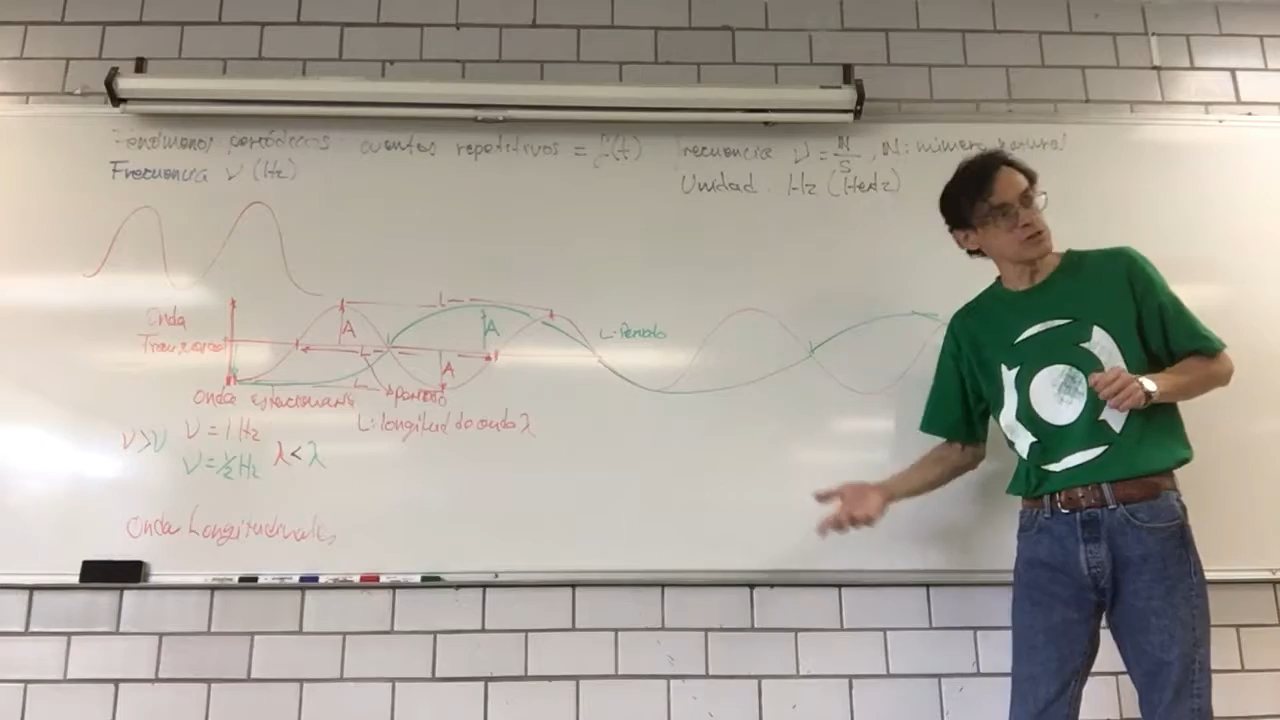 Fenómenos periódicos eventos repetitivos = f(t)
Frecuencia ν (Hz)
Frecuencia ν = N/S, N: número natural
Unidad: Hz (Hertz)
Onda
Transversal
L
A
A
L
A
L
L: Periodo
Onda estacionaria
periodo
L: longitud de onda λ
ν > ν
ν = 1 Hz
ν = ½ Hz
λ < λ
Onda Longitudinales